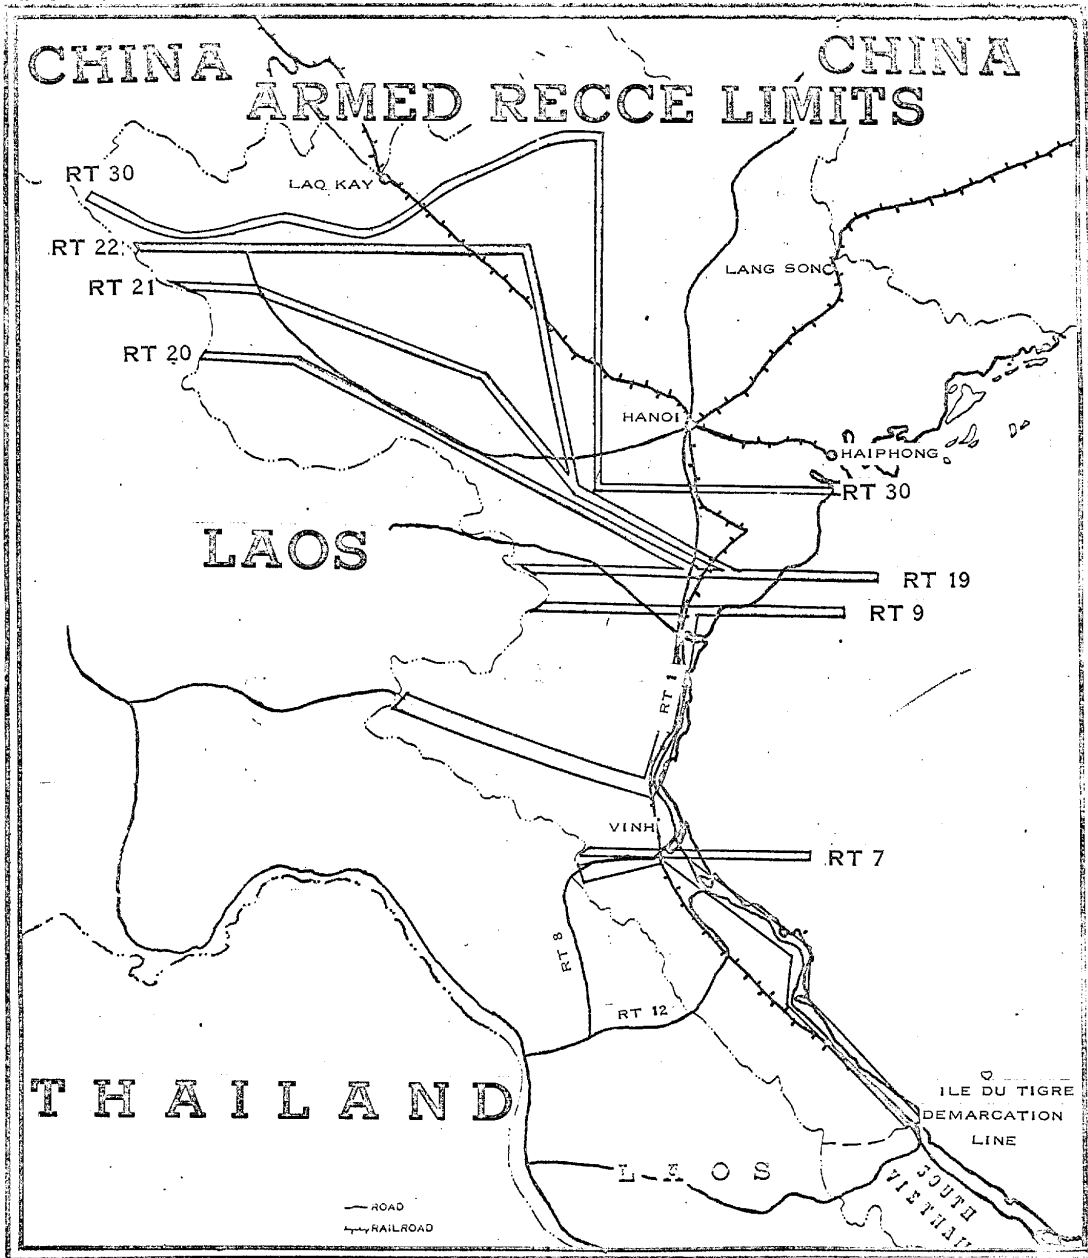 CHINA
CHINA
ARMED RECCE LIMITS
RT 30
LAO KAY
RT 22
LANG SON
RT 21
RT 20
HANOI
HAIPHONG
RT 30
LAOS
RT 19
RT 9
RT 1
VINH
RT 7
RT 8
RT 12
ILE DU TIGRE
THAILAND
DEMARCATION
LINE
LAOS
SOUTH
VIETNAM
ROAD
RAILROAD